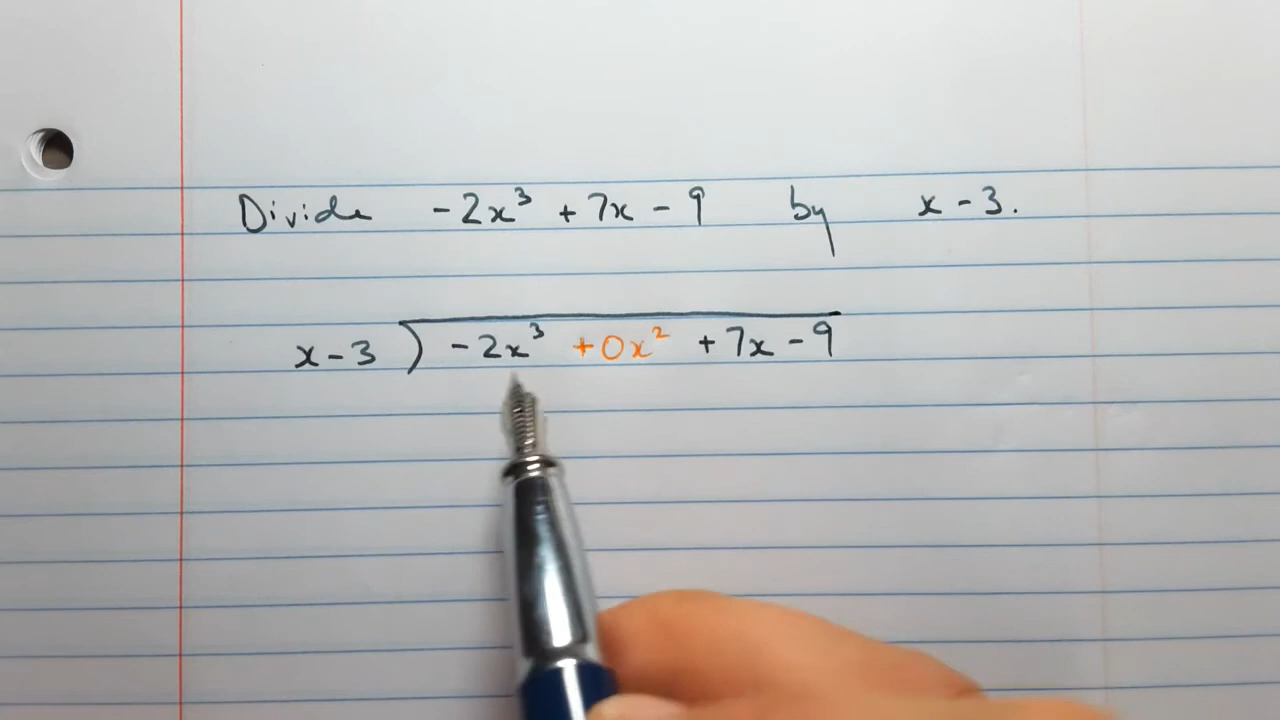 Divide -2x³ + 7x - 9 by x - 3.
x - 3 ) -2x³ + 0x² + 7x - 9